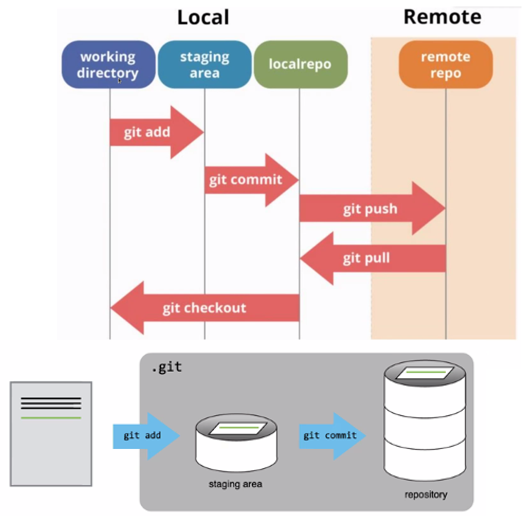 Local
Remote
working
directory
staging
area
localrepo
remote
repo
git add
git commit
git push
git pull
git checkout
.git
git add
git commit
staging area
repository